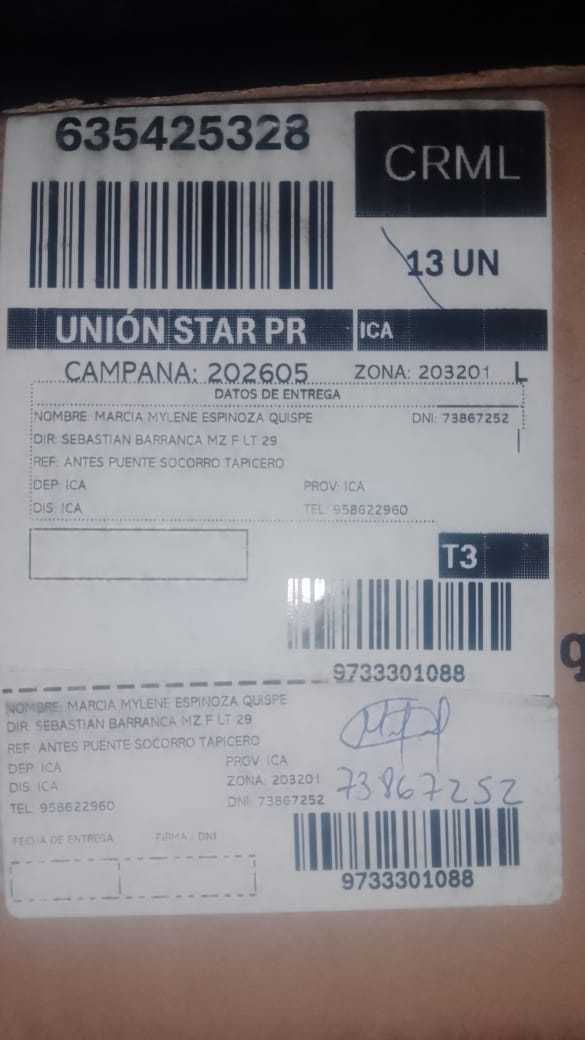 635425328
CRML
13 UN
UNIÓN STAR PR ICA
CAMPANA: 202605 ZONA: 203201 L
DATOS DE ENTREGA
NOMBRE: MARCIA MYLENE ESPINOZA QUISPE DNI: 73867252
DIR: SEBASTIAN BARRANCA MZ F LT 29
REF: ANTES PUENTE SOCORRO TAPICERO
DEP: ICA PROV: ICA
DIS: ICA TEL: 958622960
T3
9733301088
NOMBRE: MARCIA MYLENE ESPINOZA QUISPE
DIR: SEBASTIAN BARRANCA MZ F LT 29
REF: ANTES PUENTE SOCORRO TAPICERO
DEP: ICA PROV: ICA
DIS: ICA ZONA: 203201
TEL: 958622960 DNI: 73867252
73867252
FECHA DE ENTREGA FIRMA / DNI
9733301088